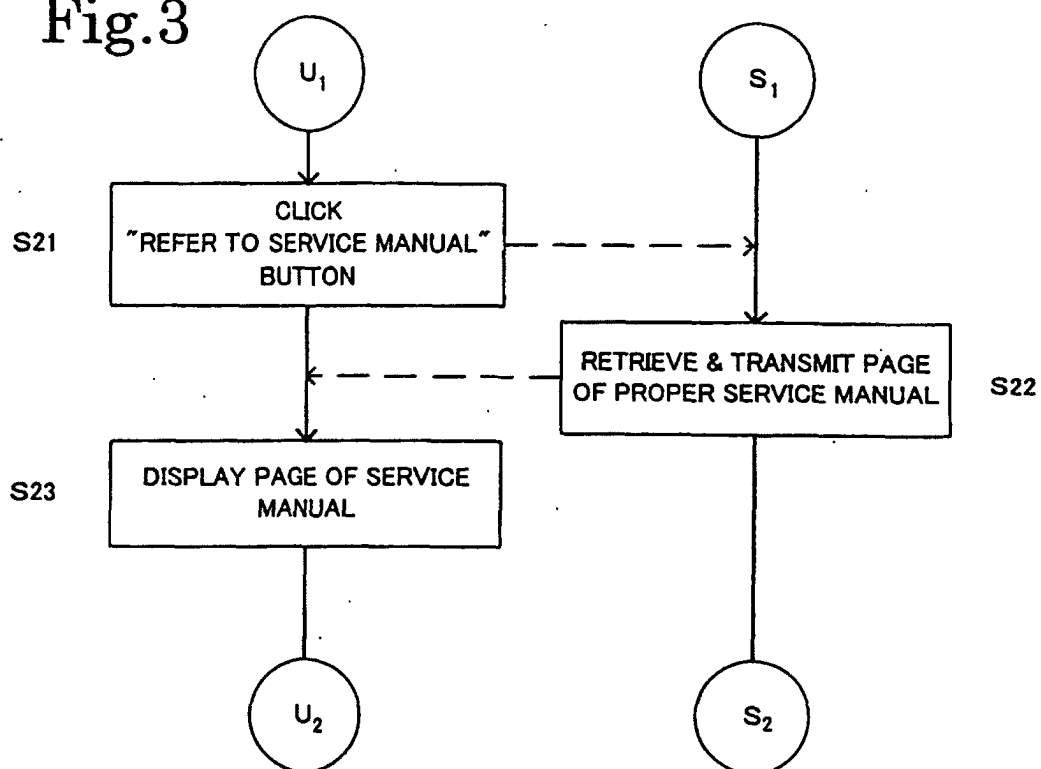 Fig.3
U₁
S₁
S21
CLICK
"REFER TO SERVICE MANUAL"
BUTTON
RETRIEVE & TRANSMIT PAGE
OF PROPER SERVICE MANUAL
S22
S23
DISPLAY PAGE OF SERVICE
MANUAL
U₂
S₂